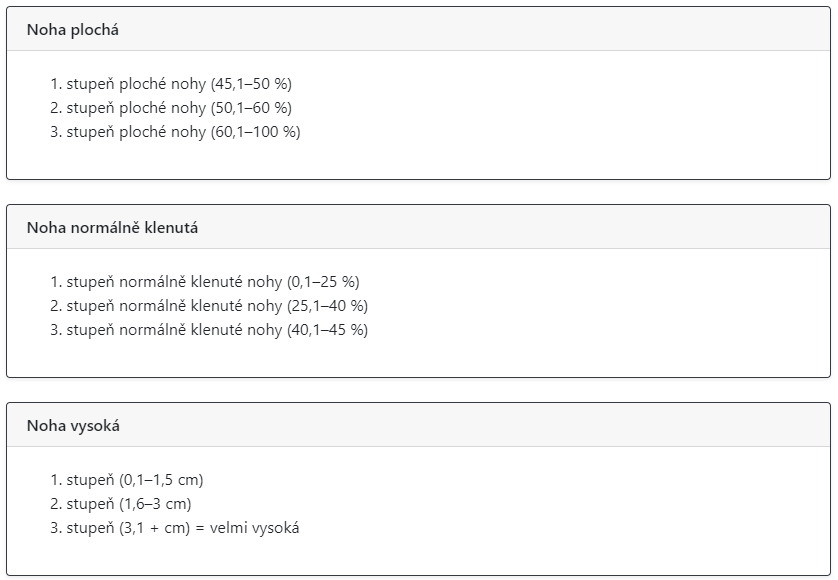 Noha plochá
1. stupeň ploché nohy (45,1–50 %)
2. stupeň ploché nohy (50,1–60 %)
3. stupeň ploché nohy (60,1–100 %)
Noha normálně klenutá
1. stupeň normálně klenuté nohy (0,1–25 %)
2. stupeň normálně klenuté nohy (25,1–40 %)
3. stupeň normálně klenuté nohy (40,1–45 %)
Noha vysoká
1. stupeň (0,1–1,5 cm)
2. stupeň (1,6–3 cm)
3. stupeň (3,1 + cm) = velmi vysoká